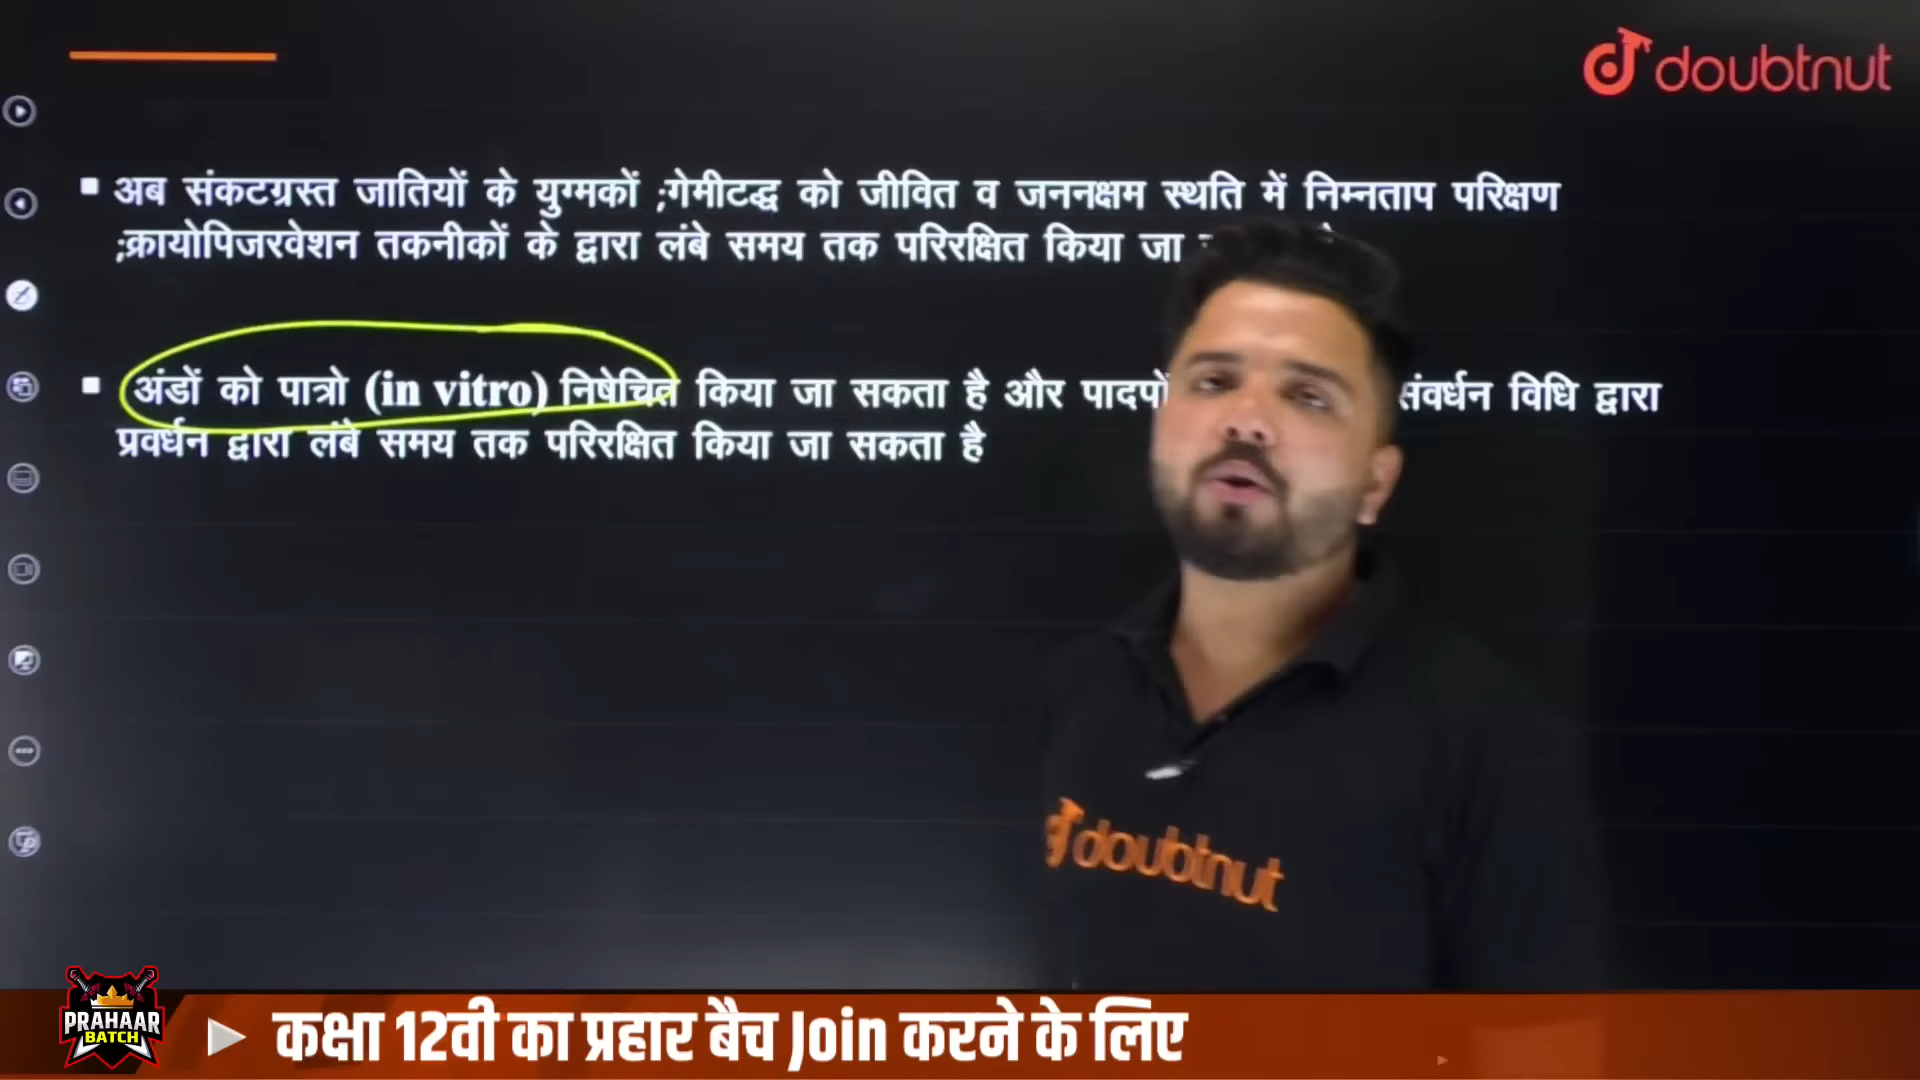 doubtnut
अब संकटग्रस्त जातियों के युग्मकों ;गेमीटद्ध को जीवित व जननक्षम स्थति में निम्नताप परिक्षण
;क्रायोपिजरवेशन तकनीकों के द्वारा लंबे समय तक परिरक्षित किया जा
अंडों को पात्रो (in vitro) निषेचित किया जा सकता है और पादपों संवर्धन विधि द्वारा
प्रवर्धन द्वारा लंबे समय तक परिरक्षित किया जा सकता है
doubtnut
PRAHAAR
BATCH
कक्षा 12वी का प्रहार बैच Join करने के लिए